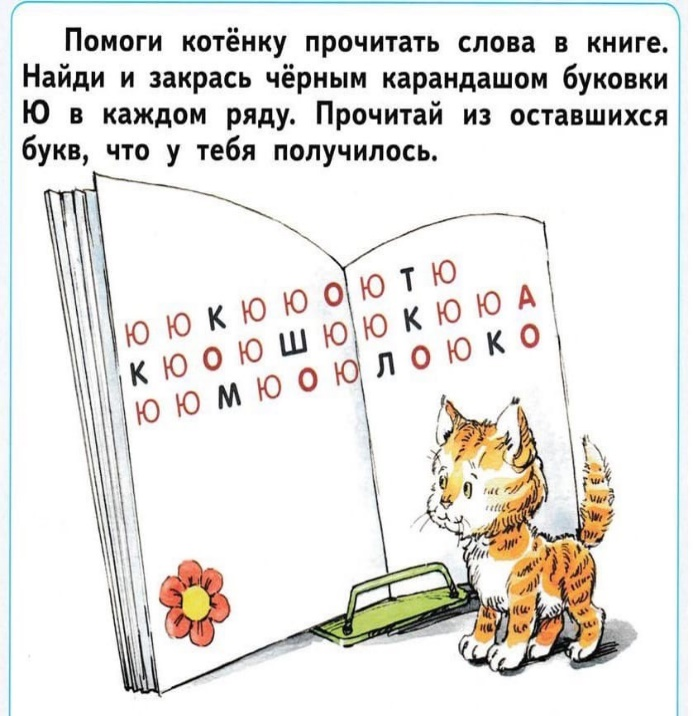 Помоги котёнку прочитать слова в книге.
Найди и закрась чёрным карандашом буковки
Ю в каждом ряду. Прочитай из оставшихся
букв, что у тебя получилось.
Ю Ю К Ю Ю О Ю Т Ю
К Ю О Ю Ш Ю Ю К Ю Ю А
Ю Ю М Ю О Ю Л О Ю К О